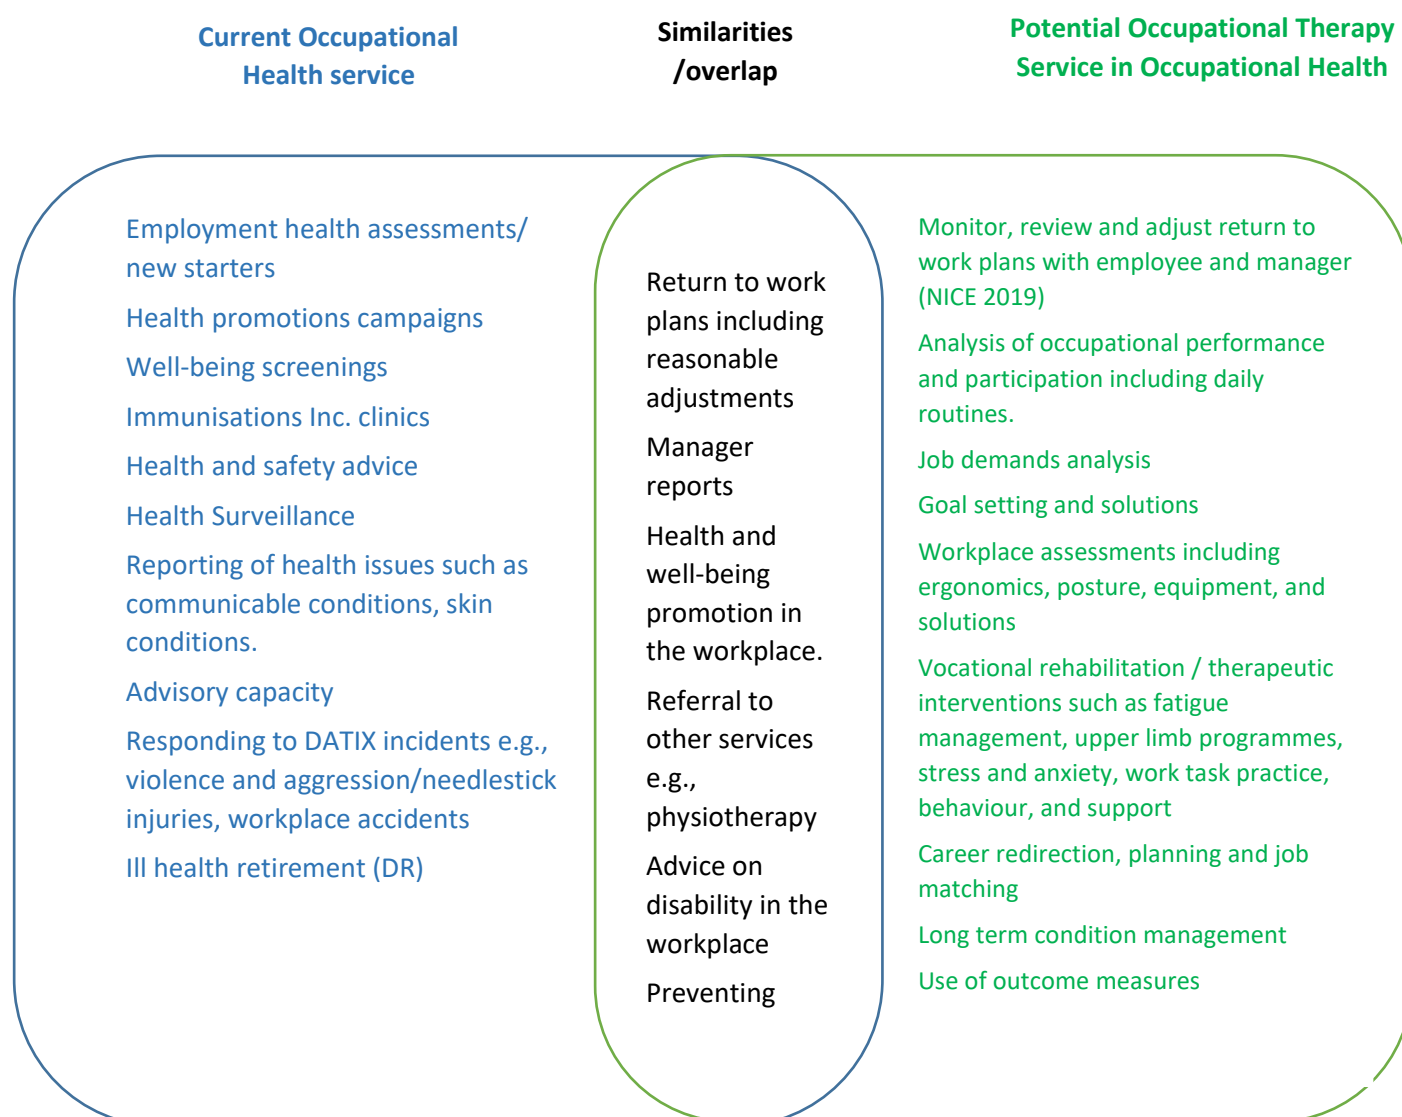 Current Occupational
Health service
Similarities
/overlap
Potential Occupational Therapy
Service in Occupational Health
Employment health assessments/
new starters
Health promotions campaigns
Well-being screenings
Immunisations Inc. clinics
Health and safety advice
Health Surveillance
Reporting of health issues such as
communicable conditions, skin
conditions.
Advisory capacity
Responding to DATIX incidents e.g.,
violence and aggression/needlestick
injuries, workplace accidents
Ill health retirement (DR)
Return to work
plans including
reasonable
adjustments
Manager
reports
Health and
well-being
promotion in
the workplace.
Referral to
other services
e.g.,
physiotherapy
Advice on
disability in the
workplace
Preventing
Monitor, review and adjust return to
work plans with employee and manager
(NICE 2019)
Analysis of occupational performance
and participation including daily
routines.
Job demands analysis
Goal setting and solutions
Workplace assessments including
ergonomics, posture, equipment, and
solutions
Vocational rehabilitation / therapeutic
interventions such as fatigue
management, upper limb programmes,
stress and anxiety, work task practice,
behaviour, and support
Career redirection, planning and job
matching
Long term condition management
Use of outcome measures